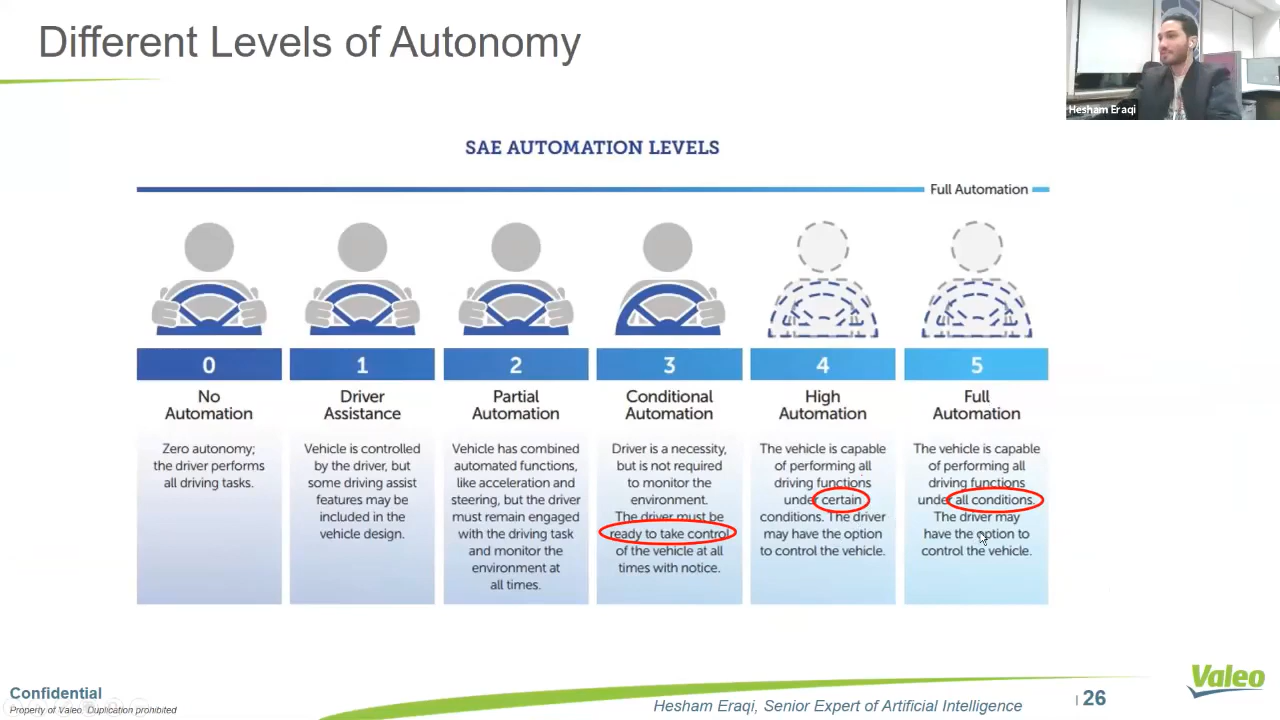 Different Levels of Autonomy
Hesham Eraqi
SAE AUTOMATION LEVELS
Full Automation
0
No
Automation
Zero autonomy;
the driver performs
all driving tasks.
1
Driver
Assistance
Vehicle is controlled
by the driver, but
some driving assist
features may be
included in the
vehicle design.
2
Partial
Automation
Vehicle has combined
automated functions,
like acceleration and
steering, but the driver
must remain engaged
with the driving task
and monitor the
environment at
all times.
3
Conditional
Automation
Driver is a necessity,
but is not required
to monitor the
environment.
The driver must be
ready to take control
of the vehicle at all
times with notice.
4
High
Automation
The vehicle is capable
of performing all
driving functions
under certain
conditions. The driver
may have the option
to control the vehicle.
5
Full
Automation
The vehicle is capable
of performing all
driving functions
under all conditions.
The driver may
have the option to
control the vehicle.
Confidential
Property of Valeo. Duplication prohibited
Hesham Eraqi, Senior Expert of Artificial Intelligence
| 26
Valeo